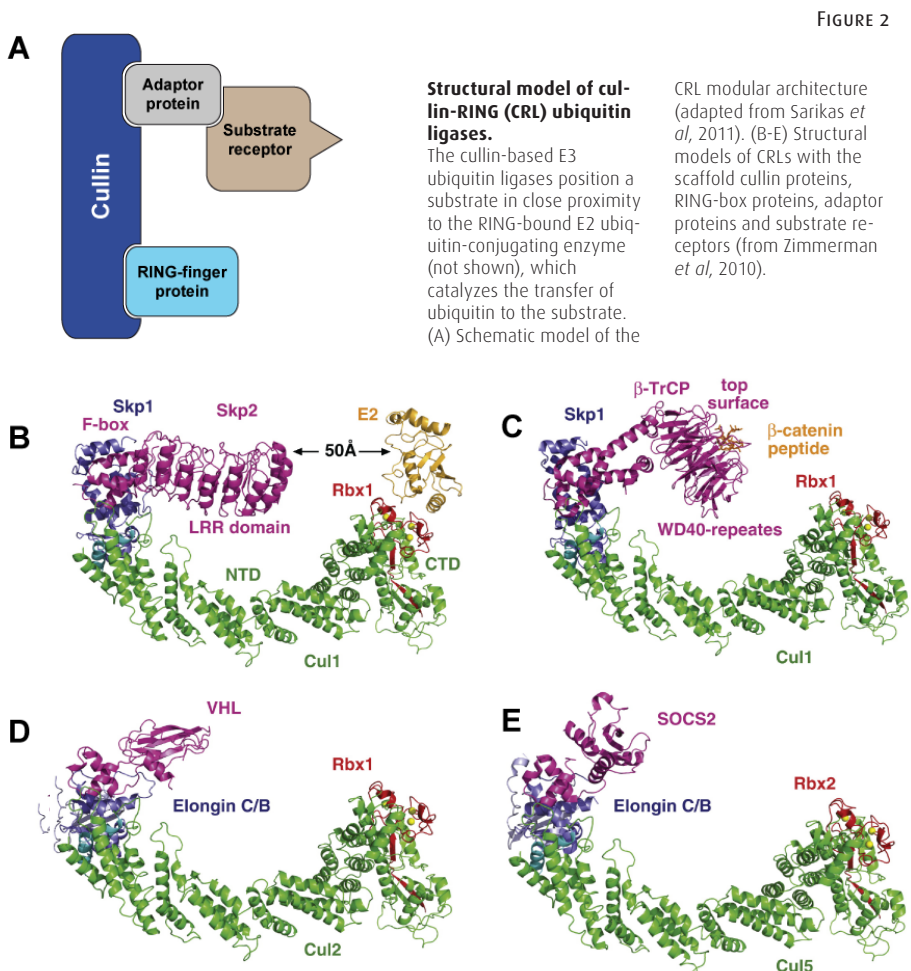 FIGURE 2
A
Cullin
Adaptor
protein
Substrate
receptor
RING-finger
protein
Structural model of cul-
lin-RING (CRL) ubiquitin
ligases.
The cullin-based E3
ubiquitin ligases position a
substrate in close proximity
to the RING-bound E2 ubiq-
uitin-conjugating enzyme
(not shown), which
catalyzes the transfer of
ubiquitin to the substrate.
(A) Schematic model of the
CRL modular architecture
(adapted from Sarikas et
al, 2011). (B-E) Structural
models of CRLs with the
scaffold cullin proteins,
RING-box proteins, adaptor
proteins and substrate re-
ceptors (from Zimmerman
et al, 2010).
B
Skp1
F-box
Skp2
E2
50Å
Rbx1
LRR domain
NTD
CTD
Cul1
C
β-TrCP
top
surface
Skp1
β-catenin
peptide
Rbx1
WD40-repeates
Cul1
D
VHL
Rbx1
Elongin C/B
Cul2
E
SOCS2
Rbx2
Elongin C/B
Cul5